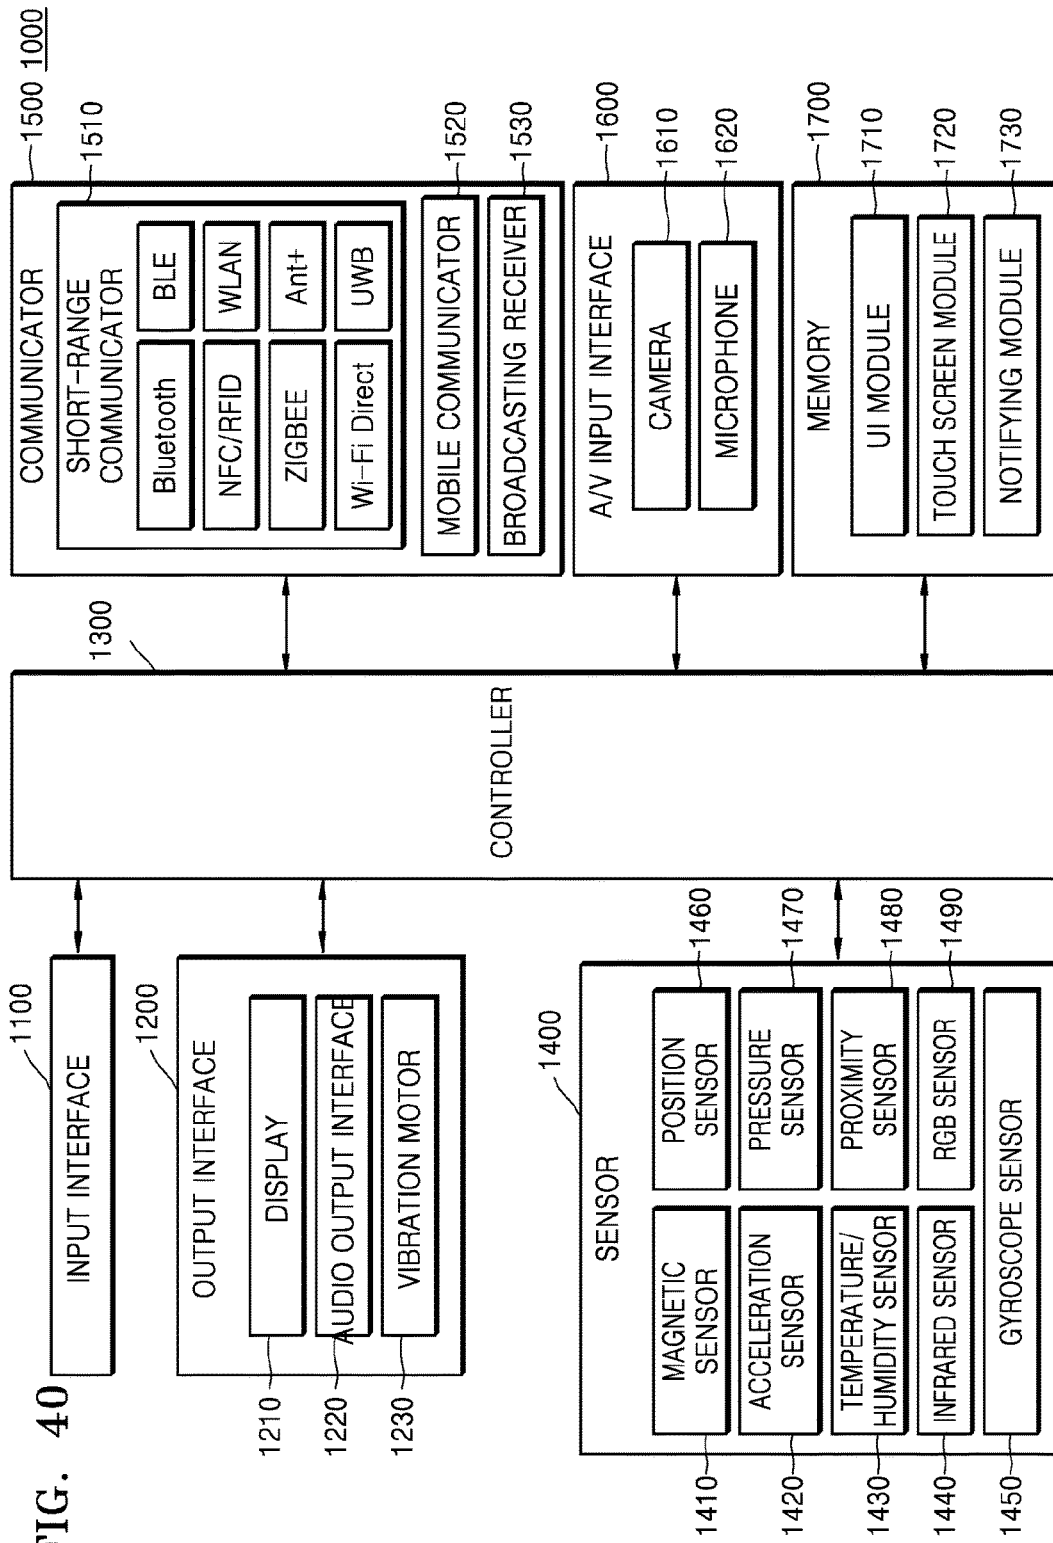 FIG. 40
1000
1100
INPUT INTERFACE
1200
OUTPUT INTERFACE
1210
DISPLAY
1220
AUDIO OUTPUT INTERFACE
1230
VIBRATION MOTOR
1400
SENSOR
1410
MAGNETIC
SENSOR
POSITION
SENSOR
1460
1420
ACCELERATION
SENSOR
PRESSURE
SENSOR
1470
1430
TEMPERATURE/
HUMIDITY SENSOR
PROXIMITY
SENSOR
1480
1440
INFRARED SENSOR
RGB SENSOR
1490
1450
GYROSCOPE SENSOR
1300
CONTROLLER
1500
COMMUNICATOR
1510
SHORT-RANGE
COMMUNICATOR
Bluetooth
BLE
NFC/RFID
WLAN
ZIGBEE
Ant+
Wi-Fi Direct
UWB
MOBILE COMMUNICATOR
1520
BROADCASTING RECEIVER
1530
1600
A/V INPUT INTERFACE
CAMERA
1610
MICROPHONE
1620
1700
MEMORY
UI MODULE
1710
TOUCH SCREEN MODULE
1720
NOTIFYING MODULE
1730